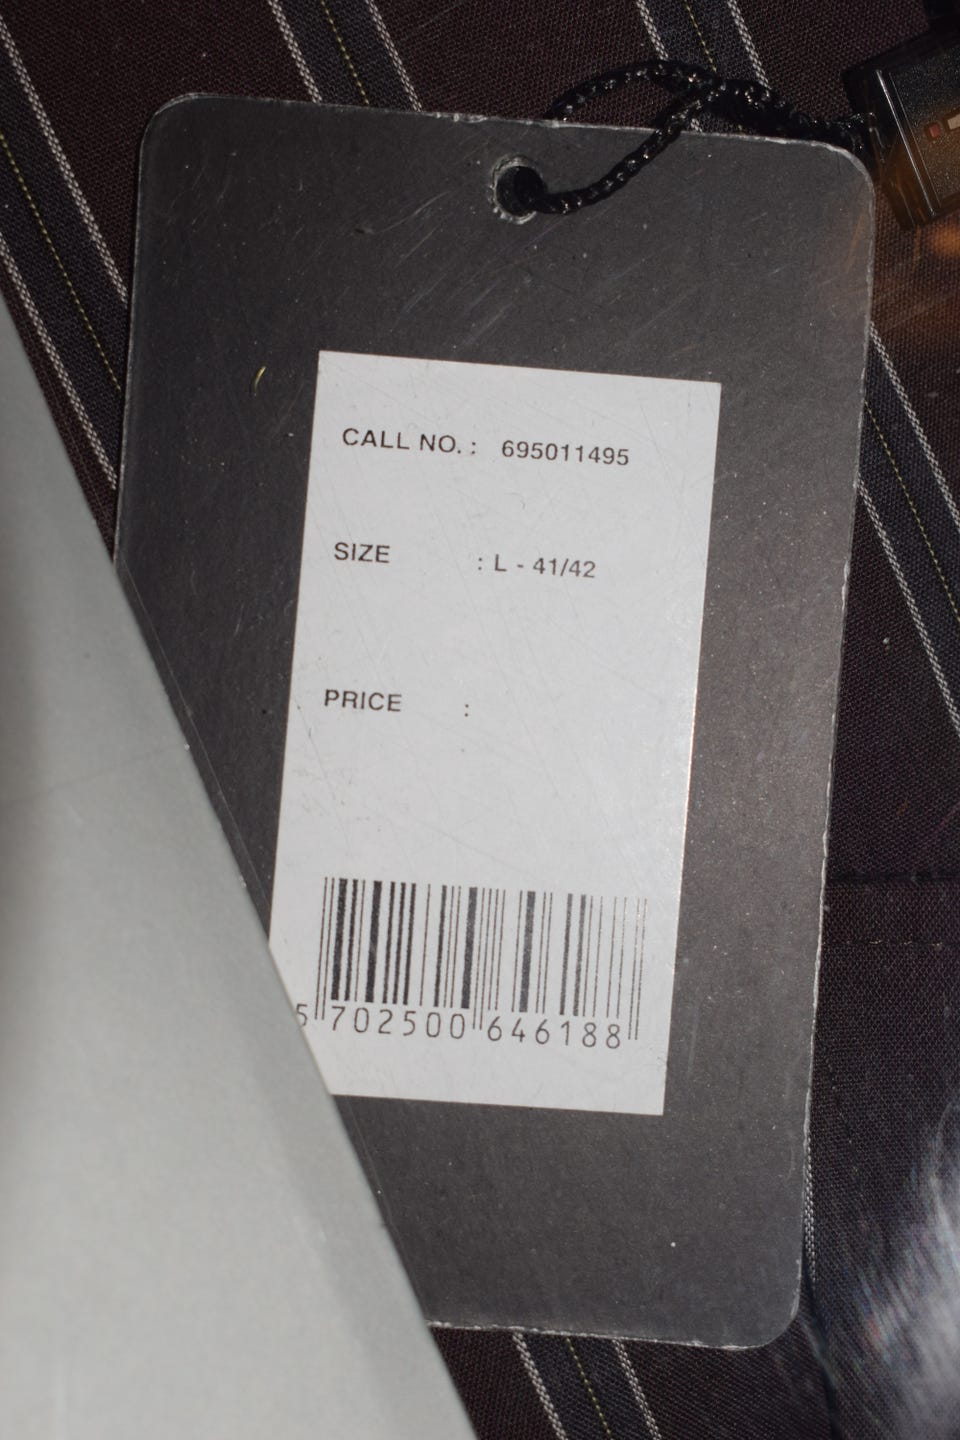 CALL NO. : 695011495
SIZE : L - 41/42
PRICE :
5 702500 646188